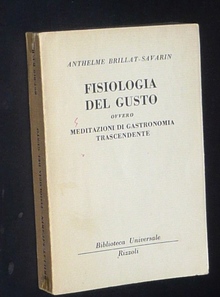 ANTHELME BRILLAT-SAVARIN
FISIOLOGIA
DEL GUSTO
OVVERO
MEDITAZIONI DI GASTRONOMIA
TRASCENDENTE
Biblioteca Universale
Rizzoli